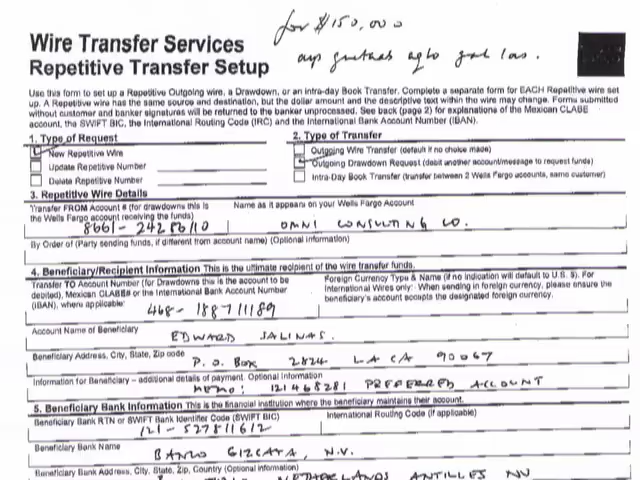 for $150,000
Wire Transfer Services
Repetitive Transfer Setup
Use this form to set up a Repetitive Outgoing wire, a Drawdown, or an intra-day Book Transfer. Complete a separate form for EACH Repetitive wire set
up. A Repetitive wire has the same source and destination, but the dollar amount and the descriptive text within the wire may change. Forms submitted
without customer and banker signatures will be returned to the banker unprocessed. See back (page 2) for explanations of the Mexican CLABE
account, the SWIFT BIC, the International Routing Code (IRC) and the International Bank Account Number (IBAN).
1. Type of Request
New Repetitive Wire
Update Repetitive Number
Delete Repetitive Number
2. Type of Transfer
Outgoing Wire Transfer (default if no choice made)
Outgoing Drawdown Request (debit another account/message to request funds)
Intra-Day Book Transfer (transfer between 2 Wells Fargo accounts, same customer)
3. Repetitive Wire Details
Transfer FROM Account # (for drawdowns this is
the Wells Fargo account receiving the funds)
Name as it appears on your Wells Fargo Account
8661-24286110
OMNI CONSULTING CO.
By Order of (Party sending funds, if different from account name) (Optional information)
4. Beneficiary/Recipient Information This is the ultimate recipient of the wire transfer funds.
Transfer TO Account Number (for Drawdowns this is the account to be
debited), Mexican CLABE# or the International Bank Account Number
(IBAN), where applicable:
468-188711189
Foreign Currency Type & Name (if no indication will default to U.S. $). For
International Wires only: When sending in foreign currency, please ensure the
beneficiary's account accepts the designated foreign currency.
Account Name of Beneficiary
EDWARD SALINAS.
Beneficiary Address, City, State, Zip code
P.O. BOX 2824 LA CA 90067
Information for Beneficiary – additional details of payment. Optional Information
MEMO: 121468281 PREFERRED ACCOUNT
5. Beneficiary Bank Information This is the financial institution where the beneficiary maintains their account.
Beneficiary Bank RTN or SWIFT Bank Identifier Code (SWIFT BIC)
International Routing Code (if applicable)
121-527811612
Beneficiary Bank Name
BANCO GIZCAYA, N.V.
Beneficiary Bank Address, City, State, Zip, Country (Optional information)
NETHERLANDS ANTILLES NV